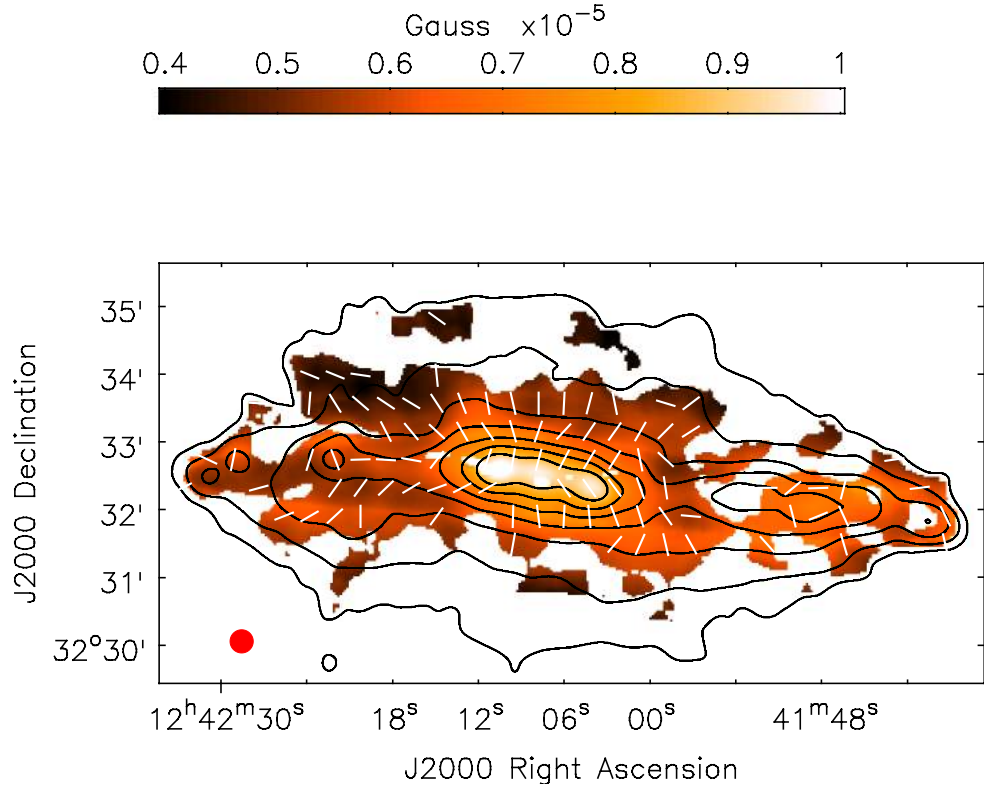 Gauss x10⁻⁵
0.4 0.5 0.6 0.7 0.8 0.9 1
35'
34'
33'
32'
31'
32°30'
J2000 Declination
12ʰ42ᵐ30ˢ 18ˢ 12ˢ 06ˢ 00ˢ 41ᵐ48ˢ
J2000 Right Ascension